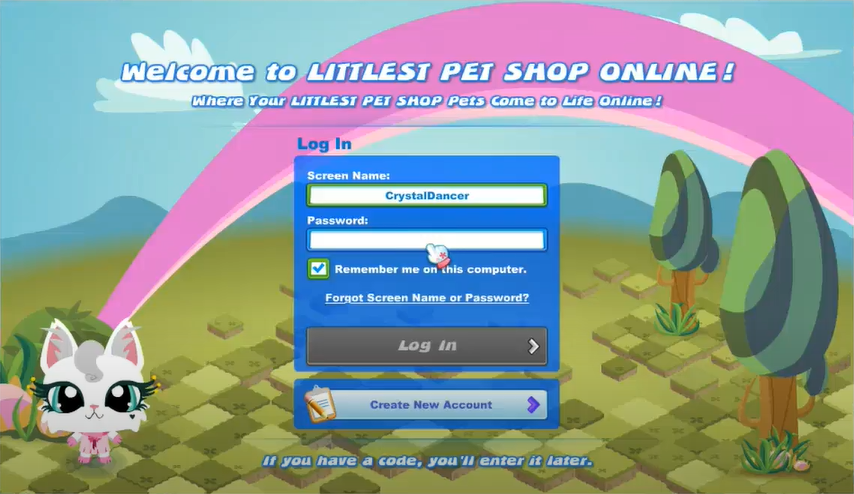 Welcome to LITTLEST PET SHOP ONLINE!
Where Your LITTLEST PET SHOP Pets Come to Life Online!
Log In
Screen Name:
CrystalDancer
Password:
Remember me on this computer.
Forgot Screen Name or Password?
Log In
Create New Account
If you have a code, you'll enter it later.